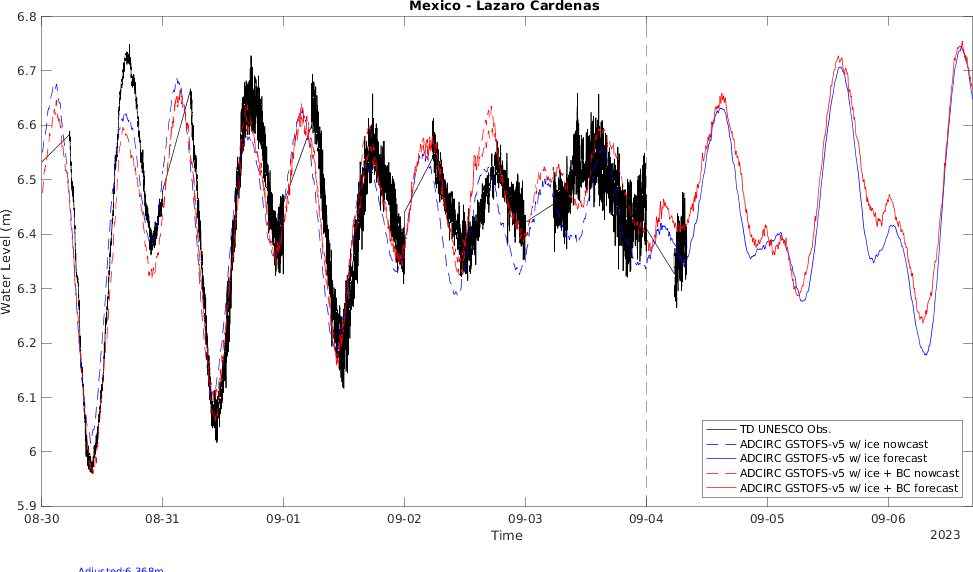 Mexico - Lazaro Cardenas
6.8
6.7
6.6
6.5
6.4
6.3
6.2
6.1
6
5.9
Water Level (m)
08-30
08-31
09-01
09-02
09-03
09-04
09-05
09-06
2023
Time
TD UNESCO Obs.
ADCIRC GSTOFS-v5 w/ ice nowcast
ADCIRC GSTOFS-v5 w/ ice forecast
ADCIRC GSTOFS-v5 w/ ice + BC nowcast
ADCIRC GSTOFS-v5 w/ ice + BC forecast
Adjusted:6.368m